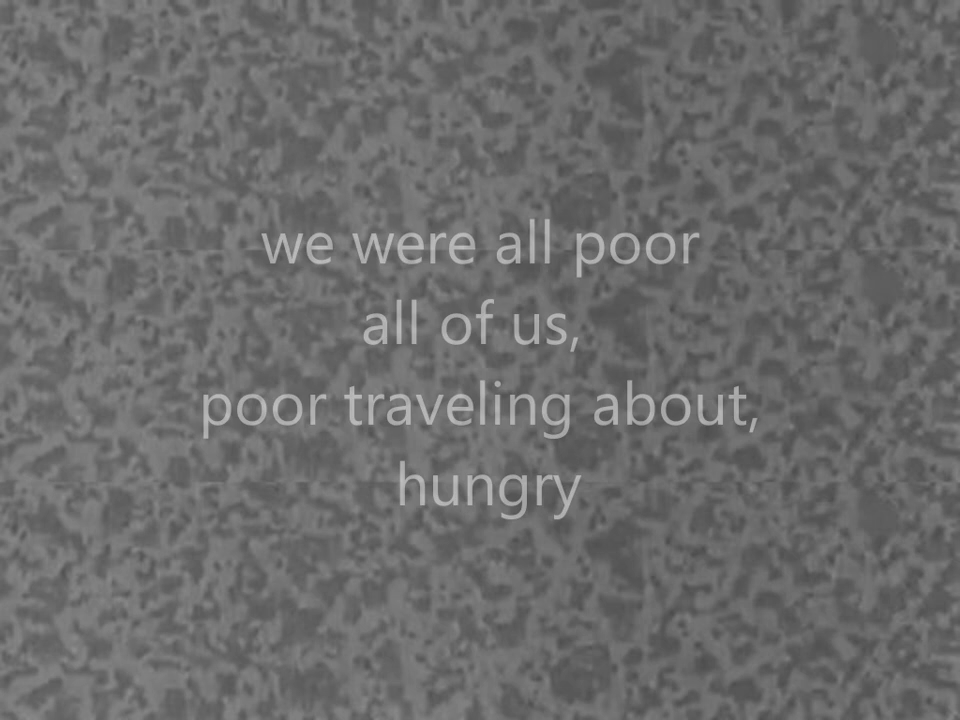 we were all poor
all of us,
poor traveling about,
hungry